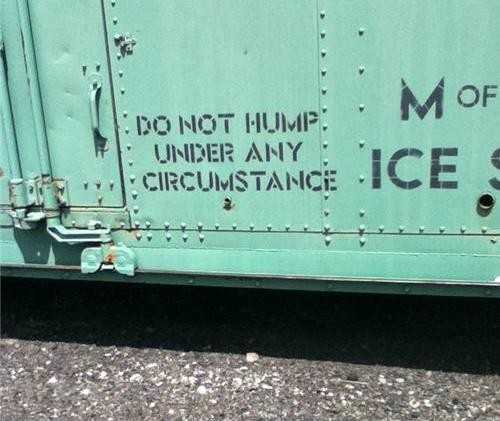 DO NOT HUMP
UNDER ANY
CIRCUMSTANCE
M OF
ICE